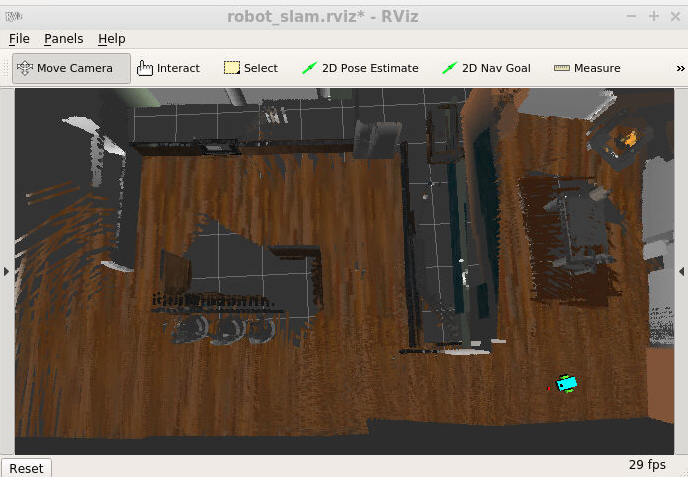 RViz
robot_slam.rviz* - RViz
File Panels Help
Move Camera Interact Select 2D Pose Estimate 2D Nav Goal Measure »
Reset 29 fps